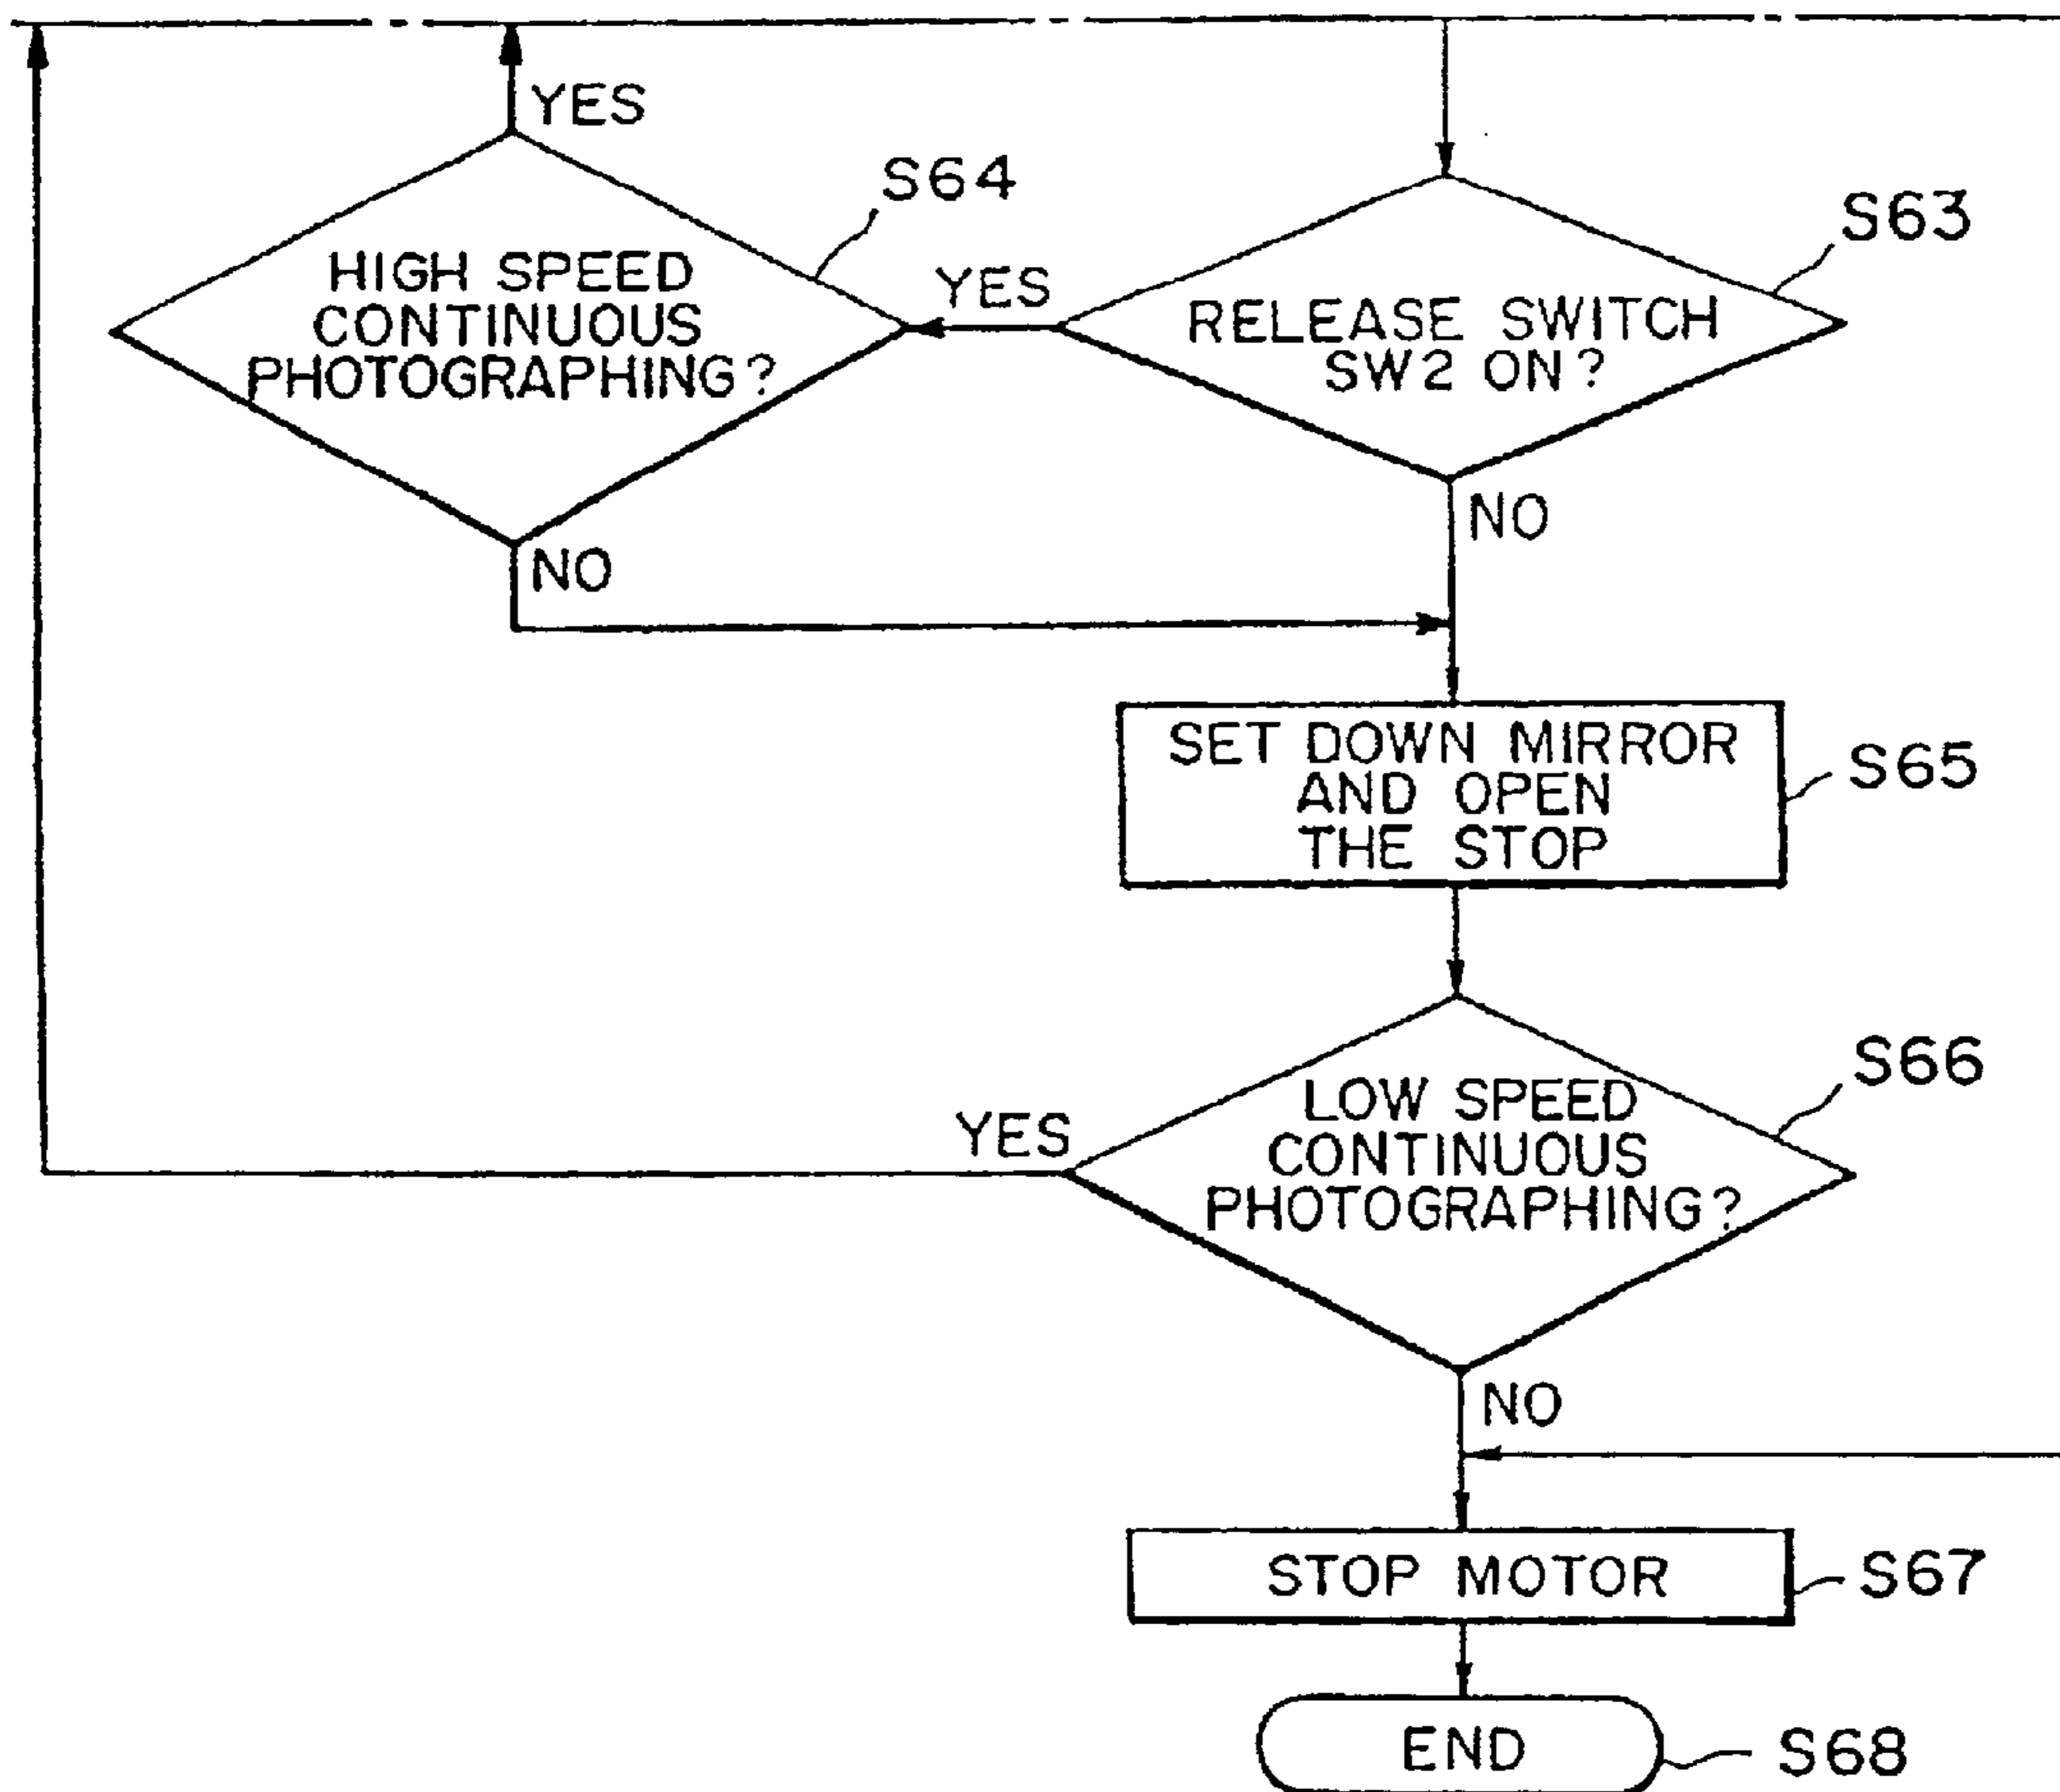 YES
S64
HIGH SPEED
CONTINUOUS
PHOTOGRAPHING?
YES
S63
RELEASE SWITCH
SW2 ON?
NO
NO
SET DOWN MIRROR
AND OPEN
THE STOP
S65
S66
LOW SPEED
CONTINUOUS
PHOTOGRAPHING?
YES
NO
STOP MOTOR
S67
END
S68